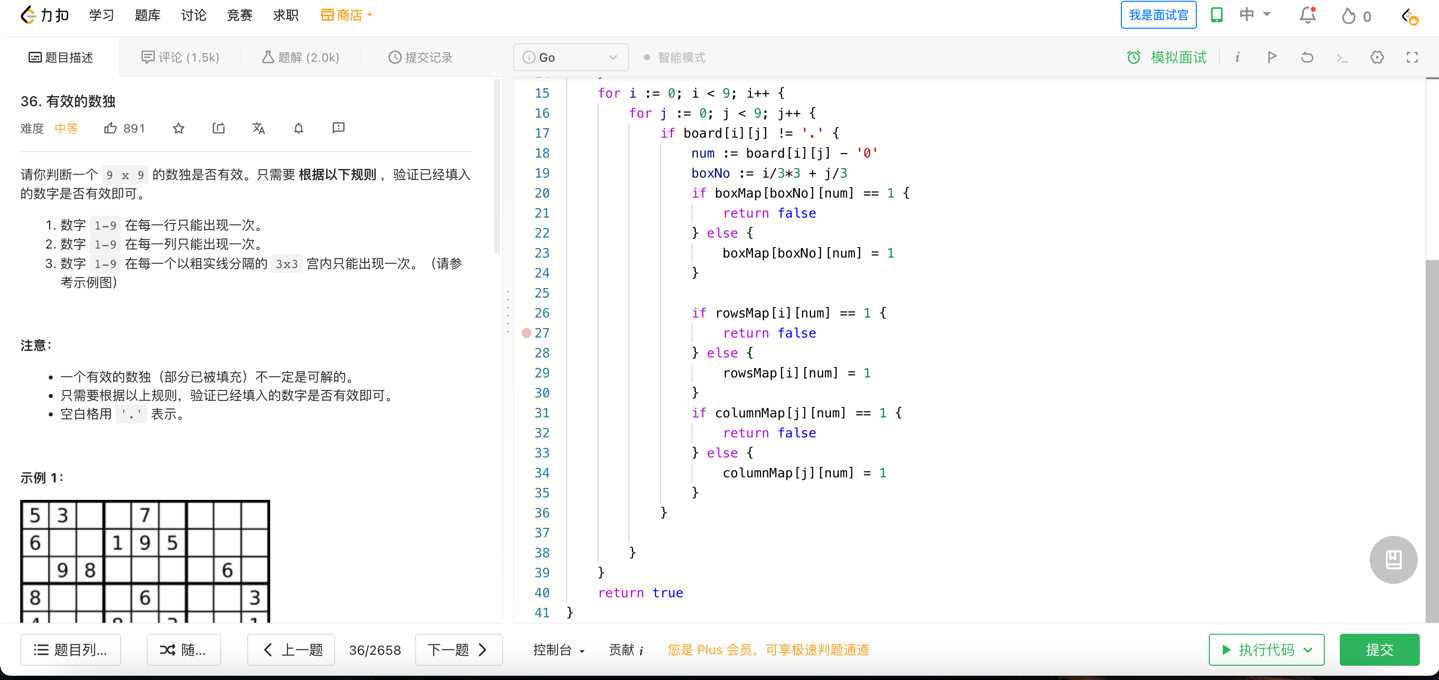 力扣 学习 题库 讨论 竞赛 求职 商店 我是面试官 中 0
题目描述 评论 (1.5k) 题解 (2.0k) 提交记录 Go 智能模式 模拟面试
36. 有效的数独
难度 中等 891
请你判断一个 9 x 9 的数独是否有效。只需要 根据以下规则 ，验证已经填入
的数字是否有效即可。
1. 数字 1-9 在每一行只能出现一次。
2. 数字 1-9 在每一列只能出现一次。
3. 数字 1-9 在每一个以粗实线分隔的 3x3 宫内只能出现一次。（请参
考示例图）
注意：
• 一个有效的数独（部分已被填充）不一定是可解的。
• 只需要根据以上规则，验证已经填入的数字是否有效即可。
• 空白格用 '.' 表示。
示例 1：
5 3 7
6 1 9 5
9 8 6
8 6 3
15 for i := 0; i < 9; i++ {
16 for j := 0; j < 9; j++ {
17 if board[i][j] != '.' {
18 num := board[i][j] - '0'
19 boxNo := i/3*3 + j/3
20 if boxMap[boxNo][num] == 1 {
21 return false
22 } else {
23 boxMap[boxNo][num] = 1
24 }
25
26 if rowsMap[i][num] == 1 {
27 return false
28 } else {
29 rowsMap[i][num] = 1
30 }
31 if columnMap[j][num] == 1 {
32 return false
33 } else {
34 columnMap[j][num] = 1
35 }
36 }
37
38 }
39 }
40 return true
41 }
题目列... 随... 上一题 36/2658 下一题 控制台 贡献 i 您是 Plus 会员，可享极速判题通道 执行代码 提交